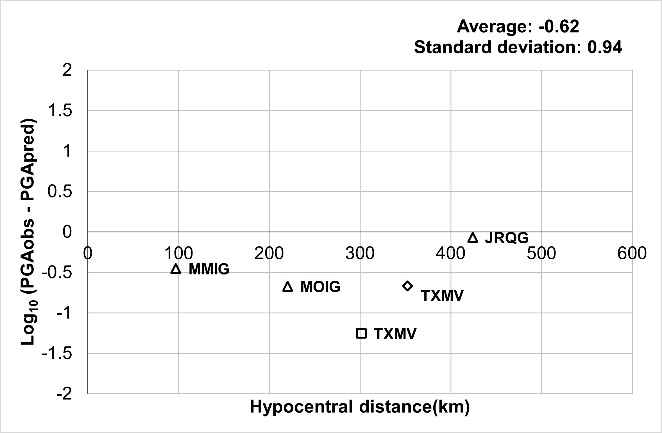 Average: -0.62
Standard deviation: 0.94
2
1.5
1
0.5
0
0 100 200 300 400 500 600
JRQG
MMIG
-0.5
MOIG
TXMV
-1
TXMV
-1.5
-2
Log10 (PGAobs - PGApred)
Hypocentral distance(km)